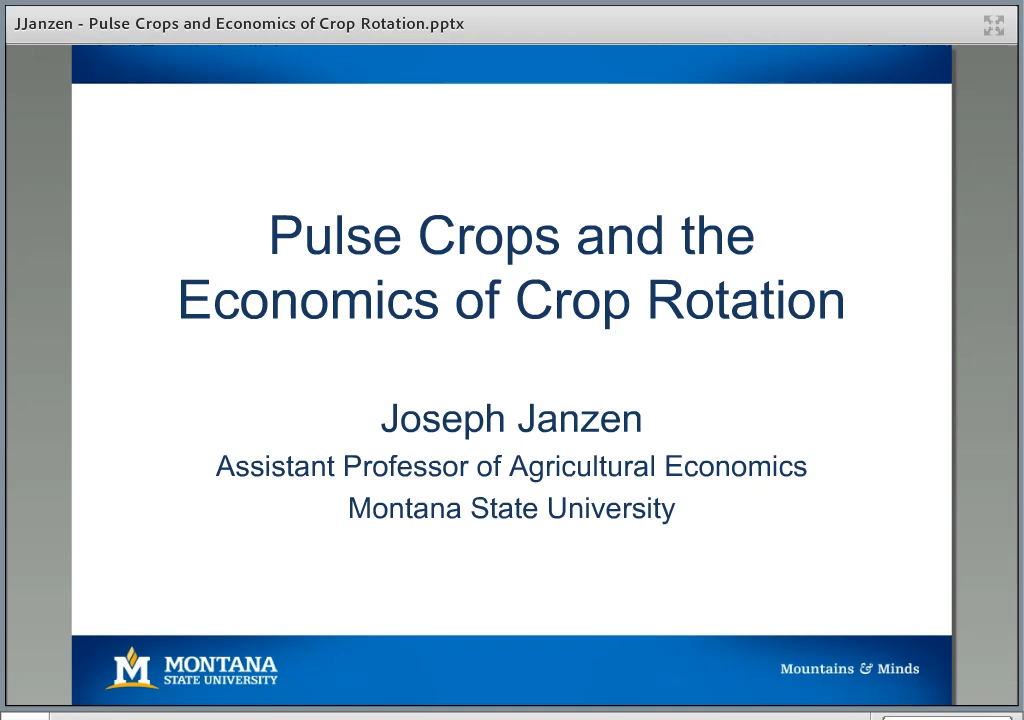 JJanzen - Pulse Crops and Economics of Crop Rotation.pptx
Pulse Crops and the
Economics of Crop Rotation
Joseph Janzen
Assistant Professor of Agricultural Economics
Montana State University
M MONTANA
STATE UNIVERSITY
Mountains & Minds